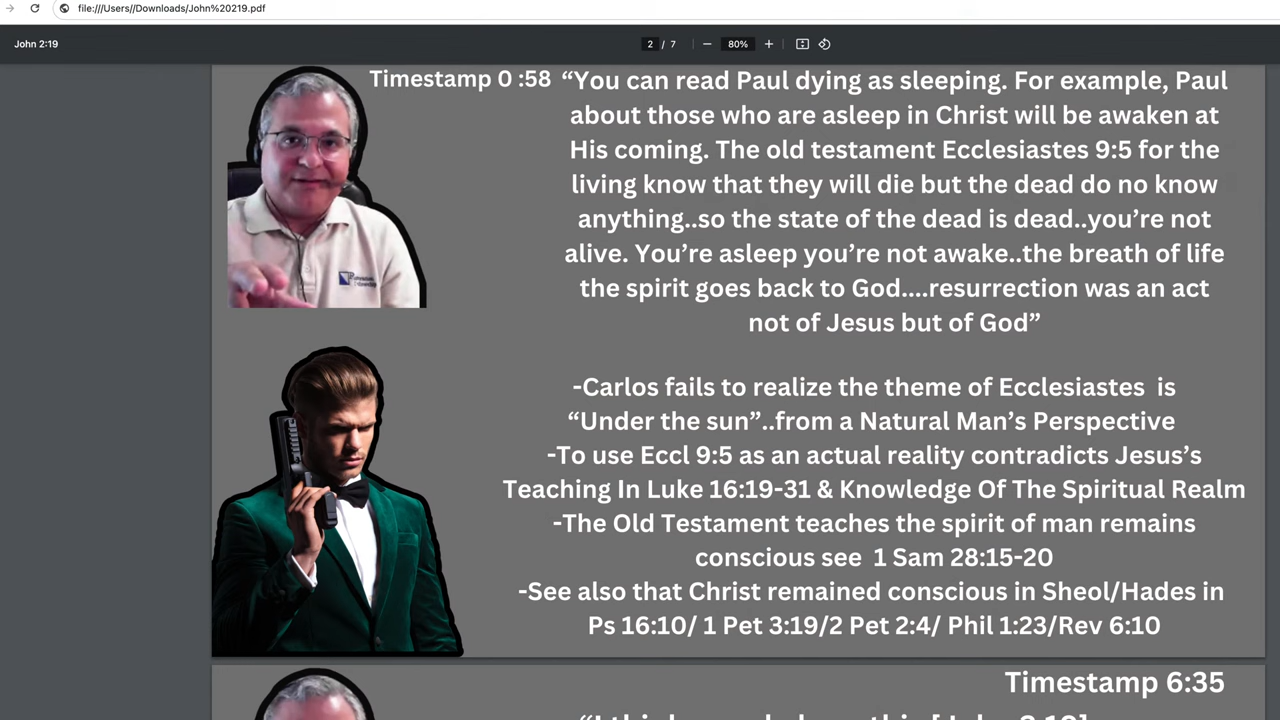 file:///Users//Downloads/John%20219.pdf
John 2:19
2 / 7 80%
Timestamp 0 :58 “You can read Paul dying as sleeping. For example, Paul
about those who are asleep in Christ will be awaken at
His coming. The old testament Ecclesiastes 9:5 for the
living know that they will die but the dead do no know
anything..so the state of the dead is dead..you’re not
alive. You’re asleep you’re not awake..the breath of life
the spirit goes back to God....resurrection was an act
not of Jesus but of God”
-Carlos fails to realize the theme of Ecclesiastes is
“Under the sun”..from a Natural Man’s Perspective
-To use Eccl 9:5 as an actual reality contradicts Jesus’s
Teaching In Luke 16:19-31 & Knowledge Of The Spiritual Realm
-The Old Testament teaches the spirit of man remains
conscious see 1 Sam 28:15-20
-See also that Christ remained conscious in Sheol/Hades in
Ps 16:10/ 1 Pet 3:19/2 Pet 2:4/ Phil 1:23/Rev 6:10
Timestamp 6:35